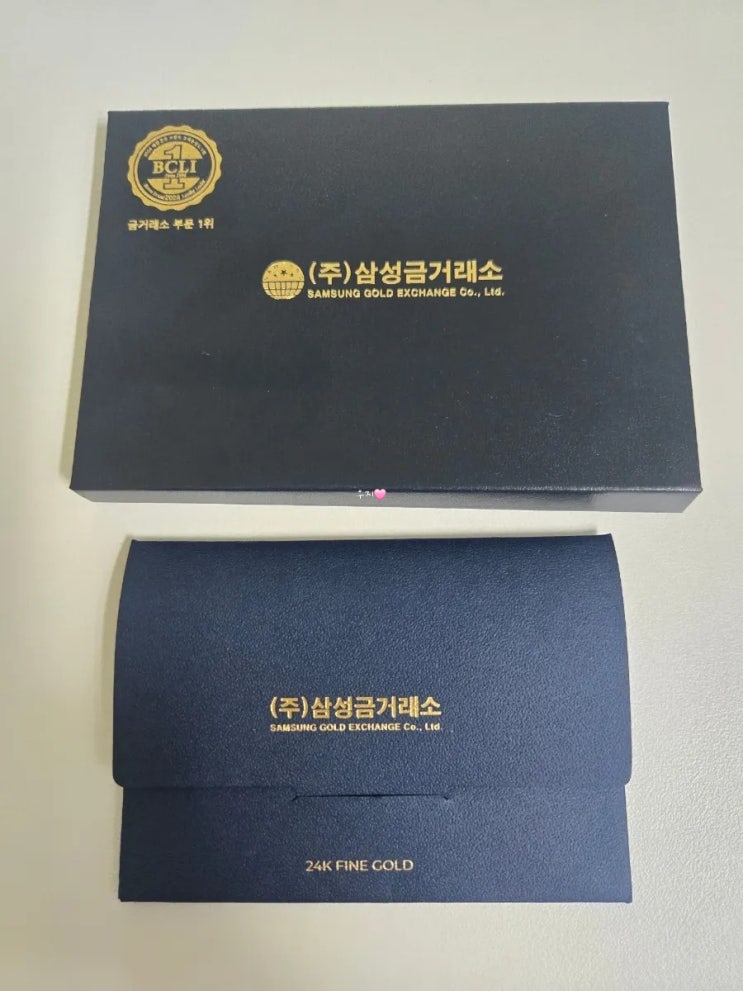 BCLI
금거래소 부문 1위
(주)삼성금거래소
SAMSUNG GOLD EXCHANGE Co., Ltd.
(주)삼성금거래소
SAMSUNG GOLD EXCHANGE Co., Ltd.
24K FINE GOLD